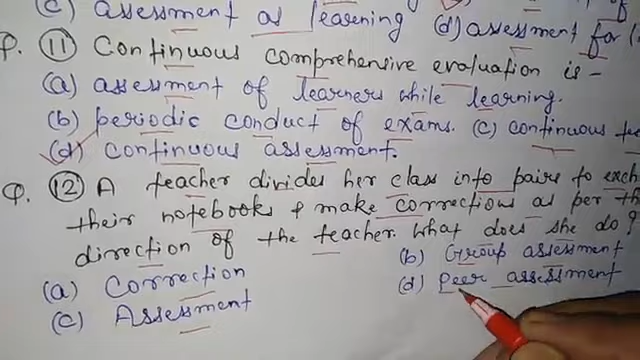 (c) assessment as learning (d) assessment for
P. (11) Continuous comprehensive evaluation is -
(a) assessment of learners while learning.
(b) periodic conduct of exams. (c) continuous
(d) continuous assessment.
P. (12) A teacher divides her class into pairs to
their notebooks & make corrections as per
direction of the teacher. What does she do?
(a) Correction (b) Group assessment
(c) Assessment (d) Peer assessment